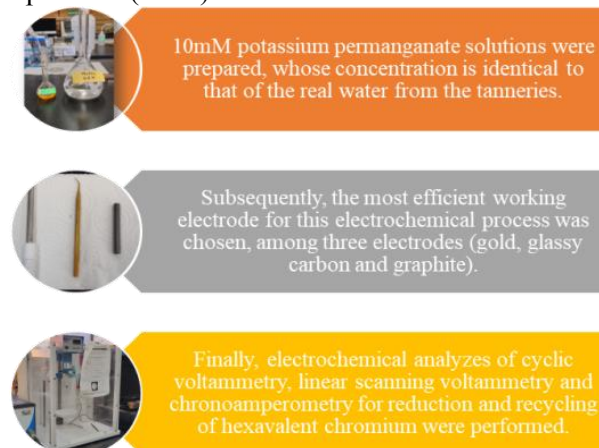 10mM potassium permanganate solutions were
prepared, whose concentration is identical to
that of the real water from the tanneries.
Subsequently, the most efficient working
electrode for this electrochemical process was
chosen, among three electrodes (gold, glassy
carbon and graphite).
Finally, electrochemical analyzes of cyclic
voltammetry, linear scanning voltammetry and
chronoamperometry for reduction and recycling
of hexavalent chromium were performed.